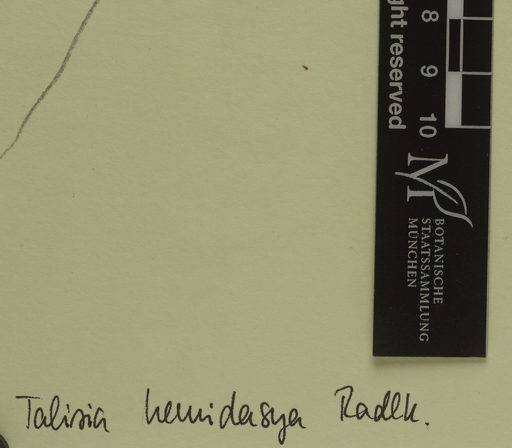 ght reserved
8
9
10
BOTANISCHE
STAATSSAMMLUNG
MÜNCHEN
Talisia hemidasya Radlk.